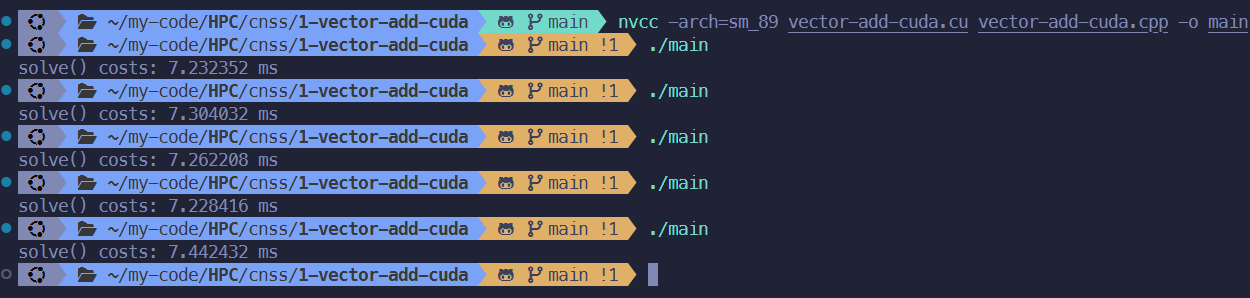 ~/my-code/HPC/cnss/1-vector-add-cuda main nvcc -arch=sm_89 vector-add-cuda.cu vector-add-cuda.cpp -o main
~/my-code/HPC/cnss/1-vector-add-cuda main !1 ./main
solve() costs: 7.232352 ms
~/my-code/HPC/cnss/1-vector-add-cuda main !1 ./main
solve() costs: 7.304032 ms
~/my-code/HPC/cnss/1-vector-add-cuda main !1 ./main
solve() costs: 7.262208 ms
~/my-code/HPC/cnss/1-vector-add-cuda main !1 ./main
solve() costs: 7.228416 ms
~/my-code/HPC/cnss/1-vector-add-cuda main !1 ./main
solve() costs: 7.442432 ms
~/my-code/HPC/cnss/1-vector-add-cuda main !1